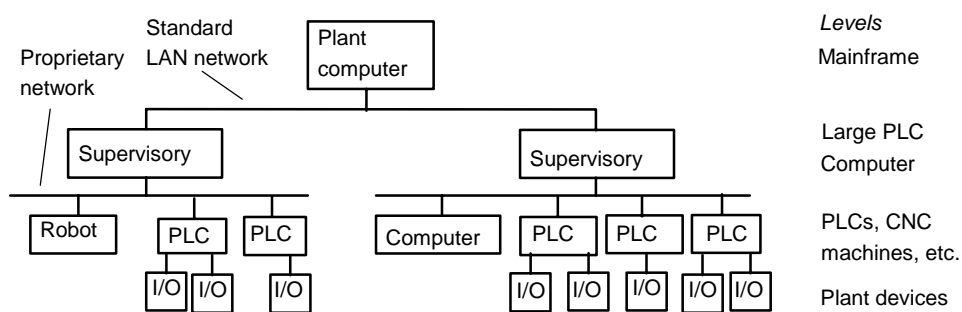 Standard
LAN network
Proprietary
network
Plant
computer
Levels
Mainframe
Supervisory
Supervisory
Large PLC
Computer
Robot
PLC
PLC
Computer
PLC
PLC
PLC
PLCs, CNC
machines, etc.
I/O
I/O
I/O
I/O
I/O
I/O
I/O
I/O
Plant devices